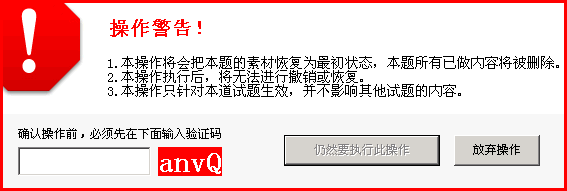 操作警告！
1.本操作将会把本题的素材恢复为最初状态，本题所有已做内容将被删除。
2.本操作执行后，将无法进行撤销或恢复。
3.本操作只针对本道试题生效，并不影响其他试题的内容。
确认操作前，必须先在下面输入验证码
anvQ
仍然要执行此操作
放弃操作